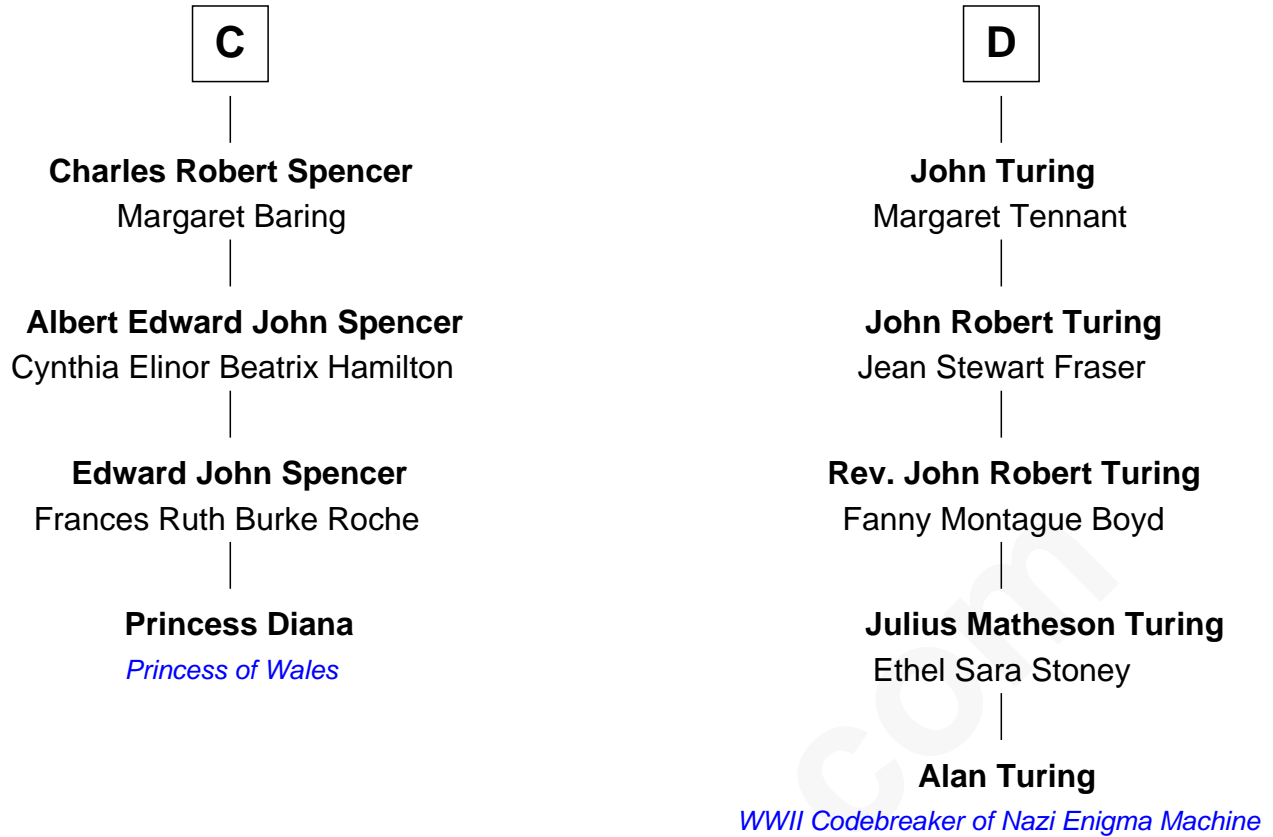 C
Charles Robert Spencer
Margaret Baring
Albert Edward John Spencer
Cynthia Elinor Beatrix Hamilton
Edward John Spencer
Frances Ruth Burke Roche
Princess Diana
Princess of Wales
D
John Turing
Margaret Tennant
John Robert Turing
Jean Stewart Fraser
Rev. John Robert Turing
Fanny Montague Boyd
Julius Matheson Turing
Ethel Sara Stoney
Alan Turing
WWII Codebreaker of Nazi Enigma Machine
com